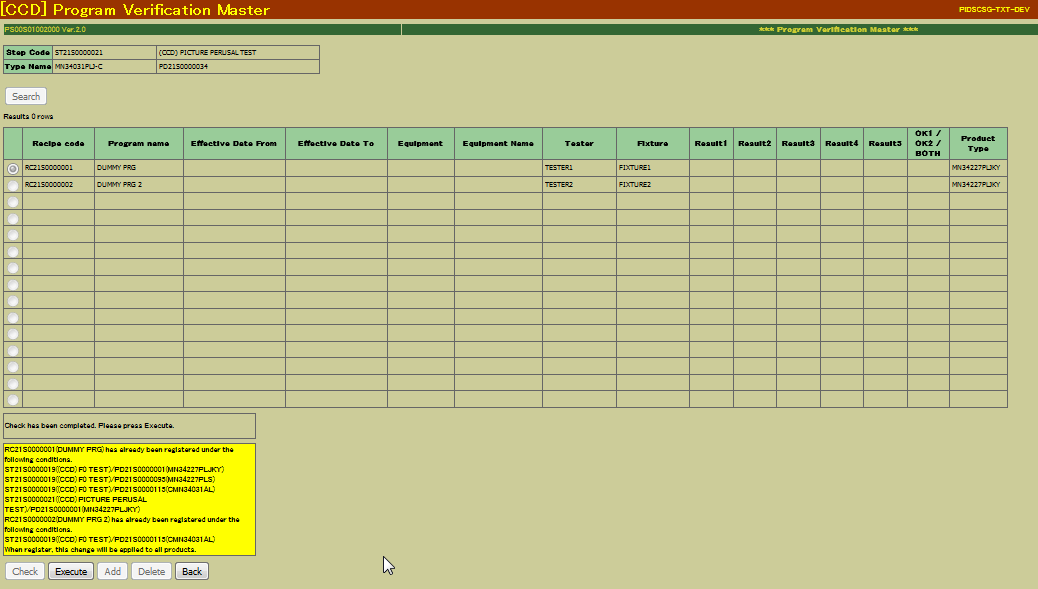 [CCD] Program Verification Master
PIDSCSG-TXT-DEV
PS00S01002000 Ver.2.0
*** Program Verification Master ***
Step Code ST21S0000021 (CCD) PICTURE PERUSAL TEST
Type Name MN34031PLJ-C PD21S0000034
Search
Results 0 rows
Recipe code Program name Effective Date From Effective Date To Equipment Equipment Name Tester Fixture Result1 Result2 Result3 Result4 Result5 OK1 / OK2 / BOTH Product Type
RC21S0000001 DUMMY PRG TESTER1 FIXTURE1 MN34227PLJKY
RC21S0000002 DUMMY PRG 2 TESTER2 FIXTURE2 MN34227PLJKY
Check has been completed. Please press Execute.
RC21S0000001(DUMMY PRG) has already been registered under the
following conditions.
ST21S0000019((CCD) F0 TEST)/PD21S0000001(MN34227PLJKY)
ST21S0000019((CCD) F0 TEST)/PD21S0000095(MN34227PLS)
ST21S0000019((CCD) F0 TEST)/PD21S0000115(CMN34031AL)
ST21S0000021((CCD) PICTURE PERUSAL
TEST)/PD21S0000001(MN34227PLJKY)
RC21S0000002(DUMMY PRG 2) has already been registered under the
following conditions.
ST21S0000019((CCD) F0 TEST)/PD21S0000115(CMN34031AL)
When register, this change will be applied to all products.
Check Execute Add Delete Back